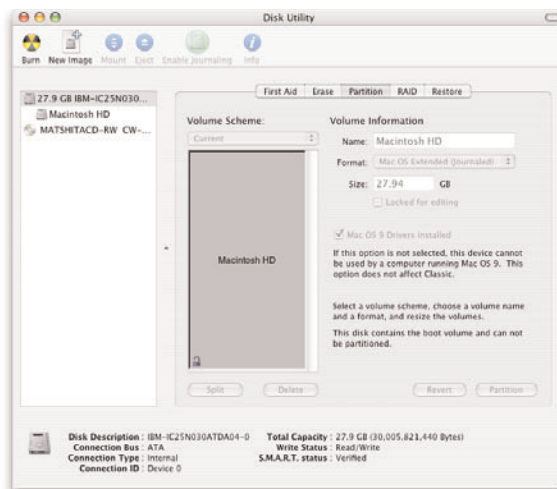 Disk Utility
Burn New Image Mount Eject Enable Journaling Info
27.9 GB IBM-IC25N030...
Macintosh HD
MATSHITACD-RW CW-...
First Aid Erase Partition RAID Restore
Volume Scheme:
Current
Macintosh HD
Split Delete
Volume Information
Name: Macintosh HD
Format: Mac OS Extended (Journaled)
Size: 27.94 GB
Locked for editing
Mac OS 9 Drivers Installed
If this option is not selected, this device cannot
be used by a computer running Mac OS 9. This
option does not affect Classic.
Select a volume scheme, choose a volume name
and a format, and resize the volumes.
This disk contains the boot volume and can not
be partitioned.
Revert Partition
Disk Description : IBM-IC25N030ATDA04-0
Connection Bus : ATA
Connection Type : Internal
Connection ID : Device 0
Total Capacity : 27.9 GB (30,005,821,440 Bytes)
Write Status : Read/Write
S.M.A.R.T. status : Verified